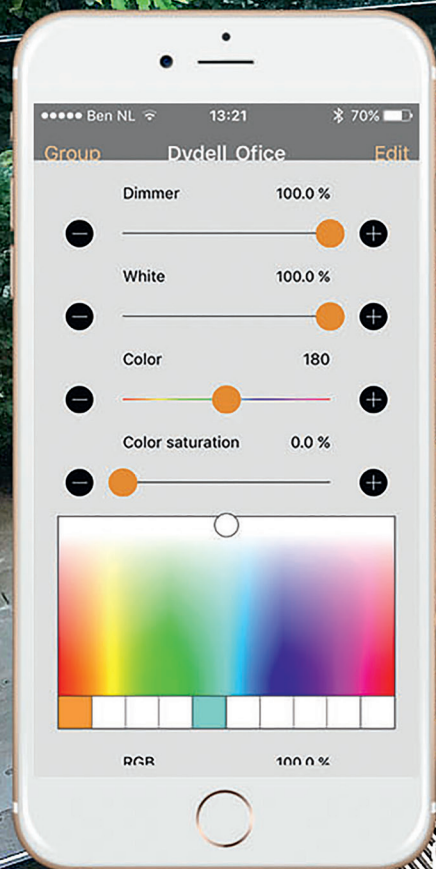 Ben NL 13:21 70%
Group Dydell Ofice Edit
Dimmer 100.0 %
White 100.0 %
Color 180
Color saturation 0.0 %
RGB 100.0 %